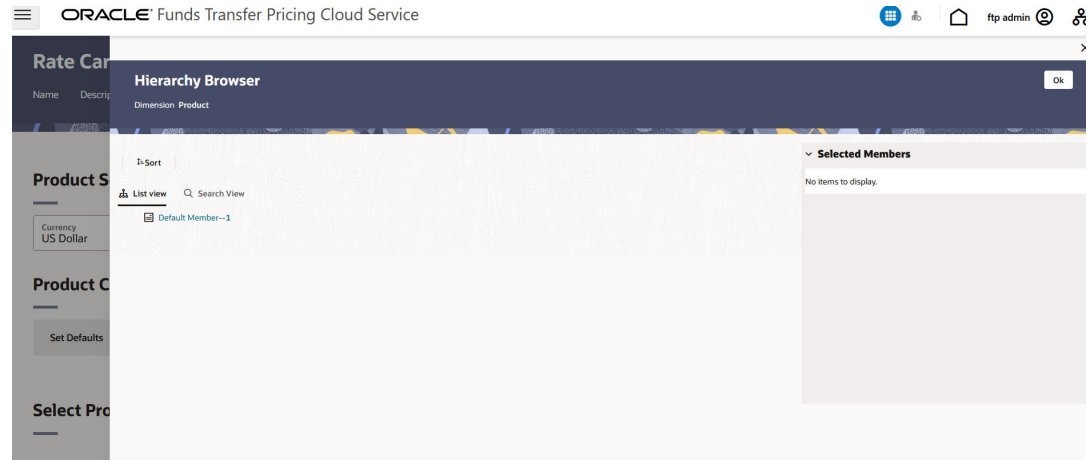 ORACLE Funds Transfer Pricing Cloud Service
ftp admin
Rate Car
Name Descrip
Hierarchy Browser
Ok
Dimension Product
Sort
List view Search View
Default Member--1
Selected Members
No items to display.
Product S
Currency
US Dollar
Product C
Set Defaults
Select Pro